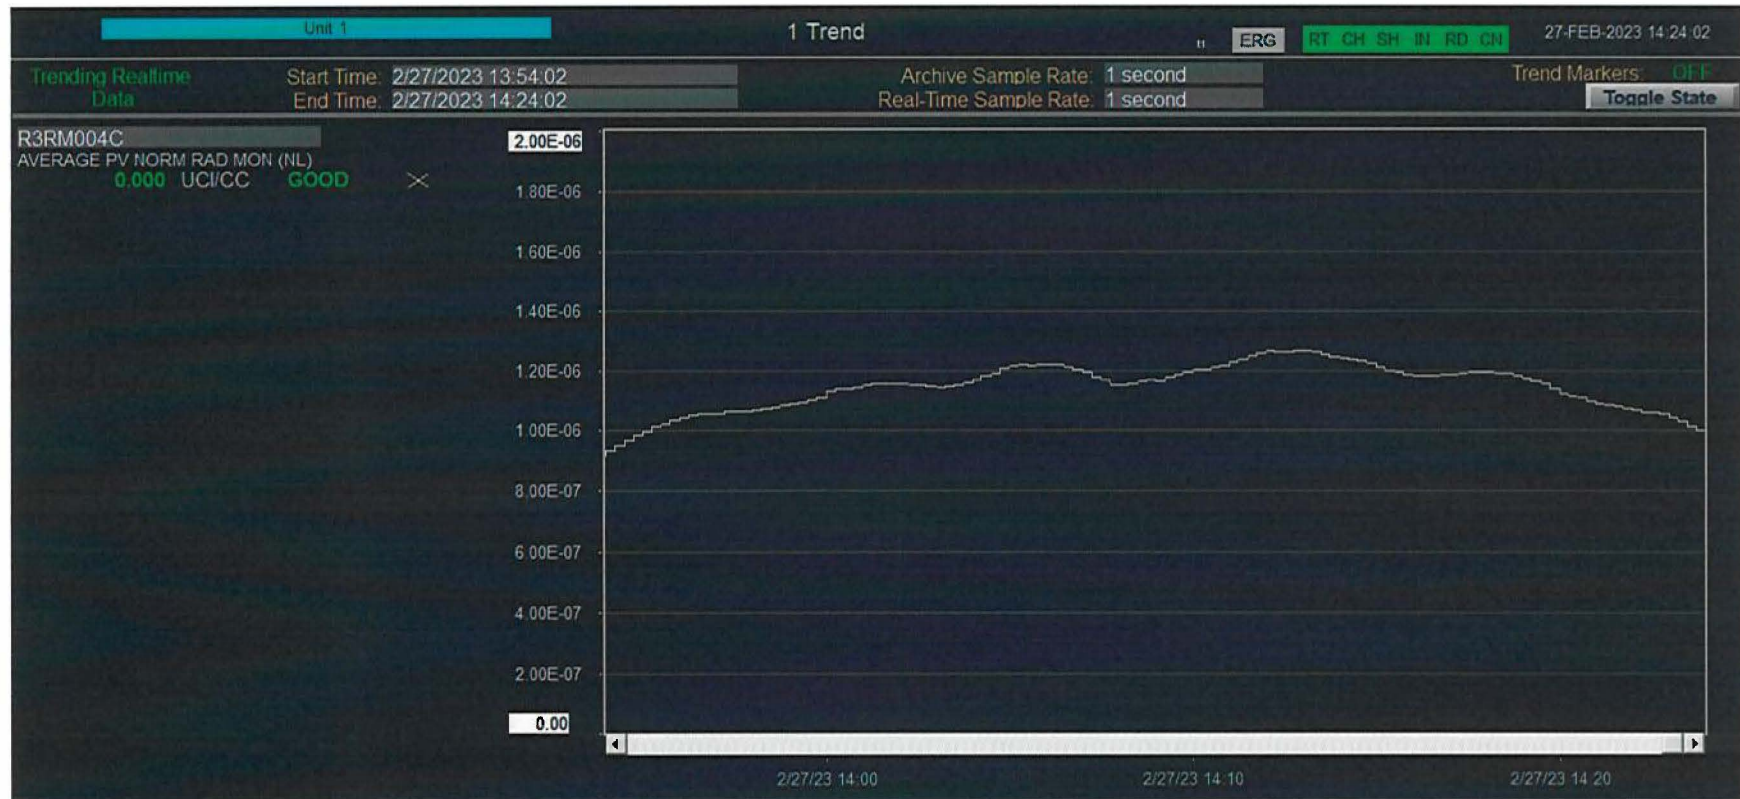 Unit 1
1 Trend
ERG
RT CH SH IN RD CN
27-FEB-2023 14:24:02
Trending Realtime
Data
Start Time: 2/27/2023 13:54:02
End Time: 2/27/2023 14:24:02
Archive Sample Rate: 1 second
Real-Time Sample Rate: 1 second
Trend Markers: OFF
Toggle State
R3RM004C
AVERAGE PV NORM RAD MON (NL)
0.000 UCI/CC GOOD
2.00E-06
1.80E-06
1.60E-06
1.40E-06
1.20E-06
1.00E-06
8.00E-07
6.00E-07
4.00E-07
2.00E-07
0.00
2/27/23 14:00
2/27/23 14:10
2/27/23 14:20